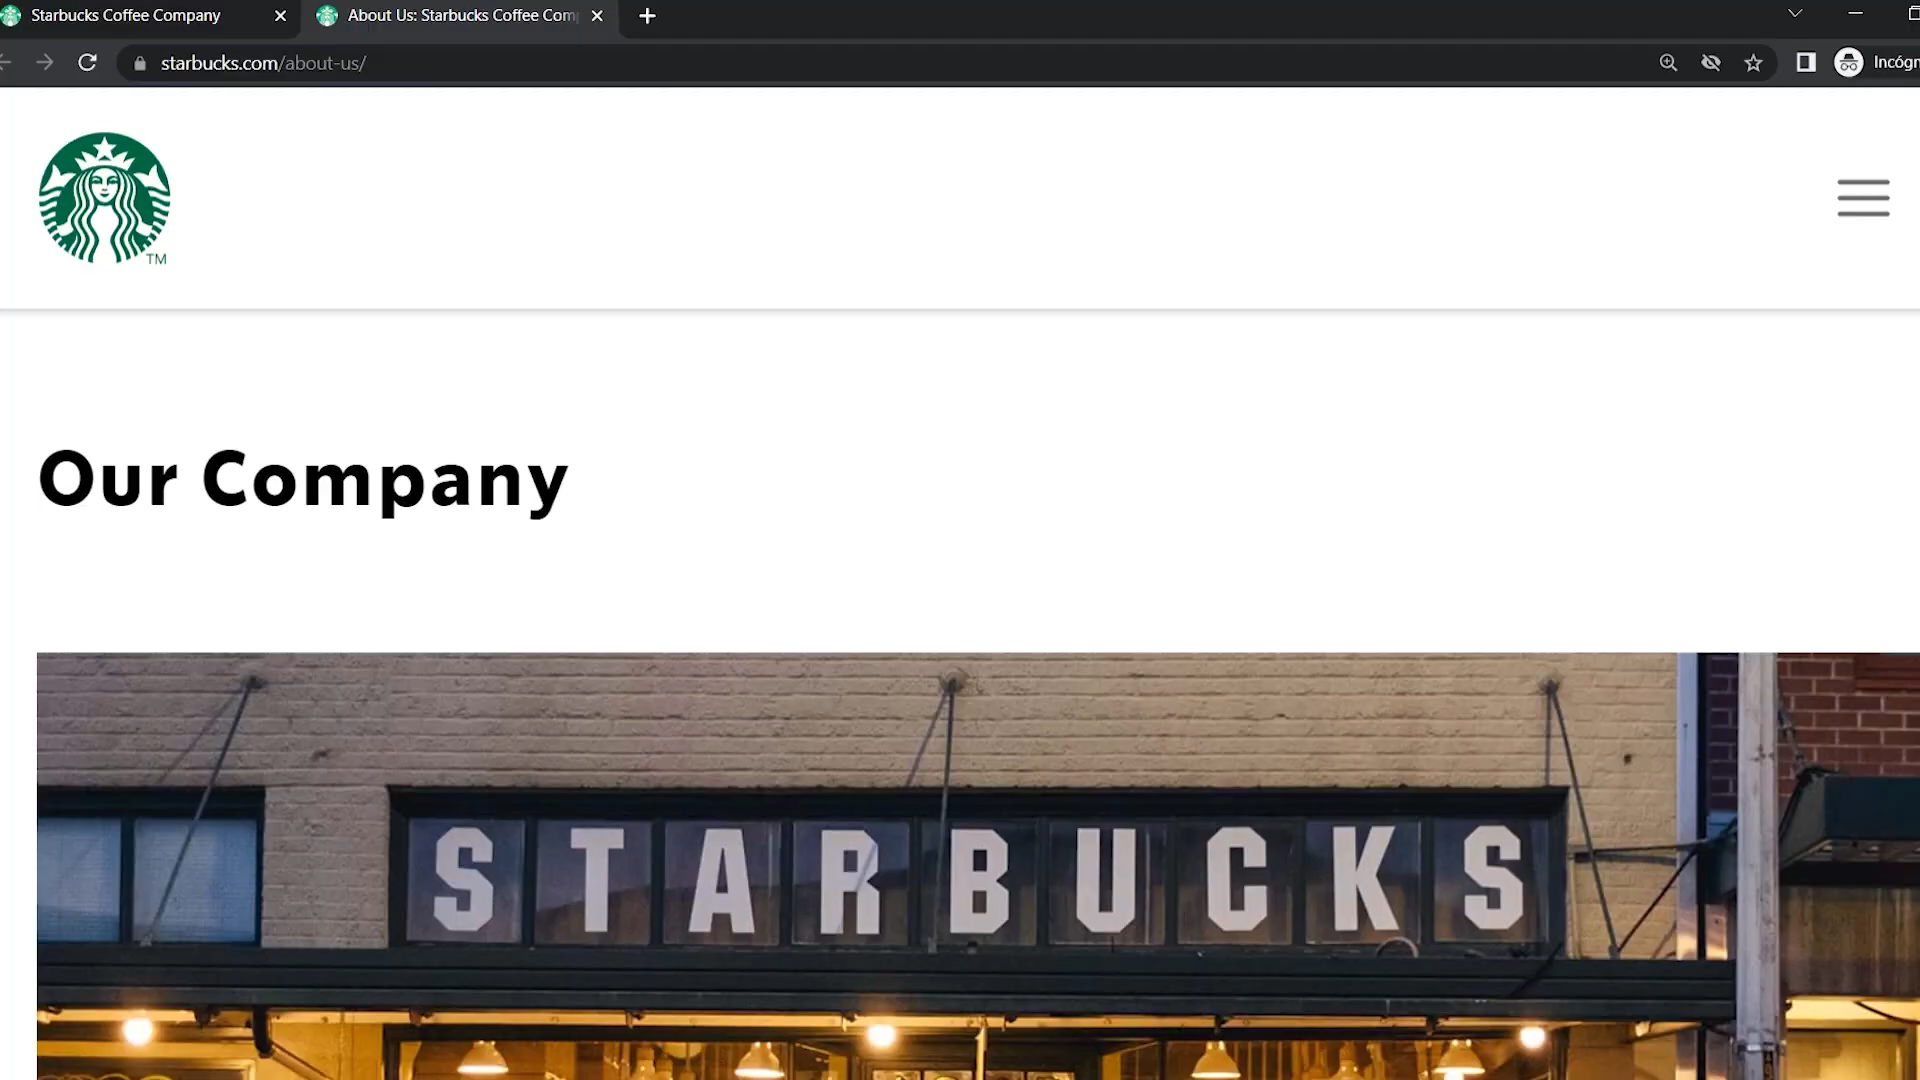 Starbucks Coffee Company
About Us: Starbucks Coffee Com
starbucks.com/about-us/
Incógn
TM
Our Company
STARBUCKS